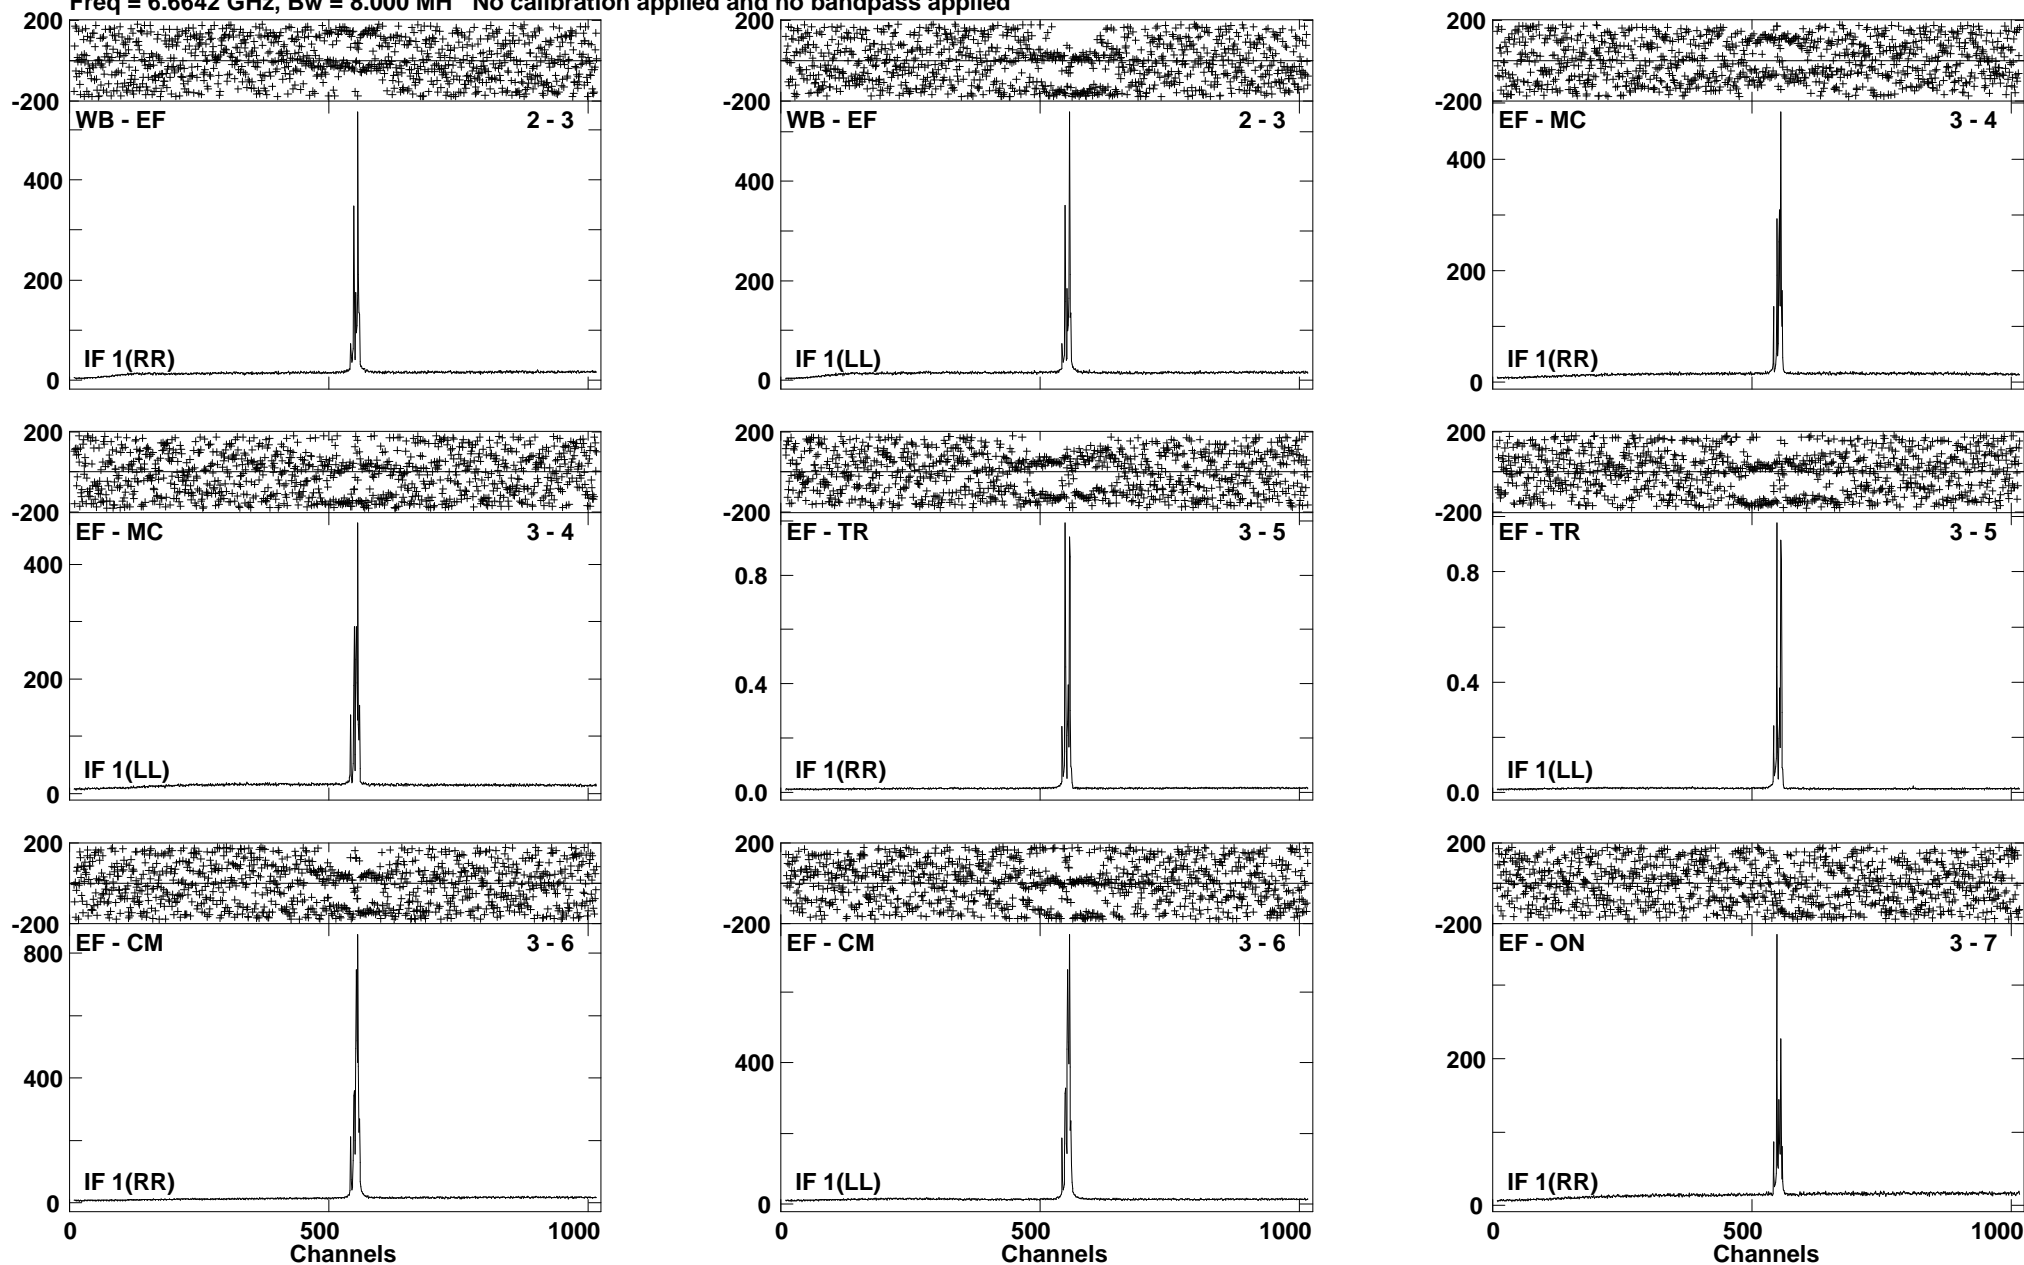 Freq = 6.6642 GHz, Bw = 8.000 MH No calibration applied and no bandpass applied
200 200 200
-200 -200 -200
WB - EF 2 - 3 WB - EF 2 - 3 EF - MC 3 - 4
400 400 400
200 200 200
IF 1(RR) IF 1(LL) IF 1(RR)
0 0 0
200 200 200
-200 -200 -200
EF - MC 3 - 4 EF - TR 3 - 5 EF - TR 3 - 5
400 0.8 0.8
200 0.4 0.4
IF 1(LL) IF 1(RR) IF 1(LL)
0 0.0 0.0
200 200 200
-200 -200 -200
EF - CM 3 - 6 EF - CM 3 - 6 EF - ON 3 - 7
800
400 400 200
IF 1(RR) IF 1(LL) IF 1(RR)
0 0 0
0 500 1000 0 500 1000 0 500 1000
Channels Channels Channels